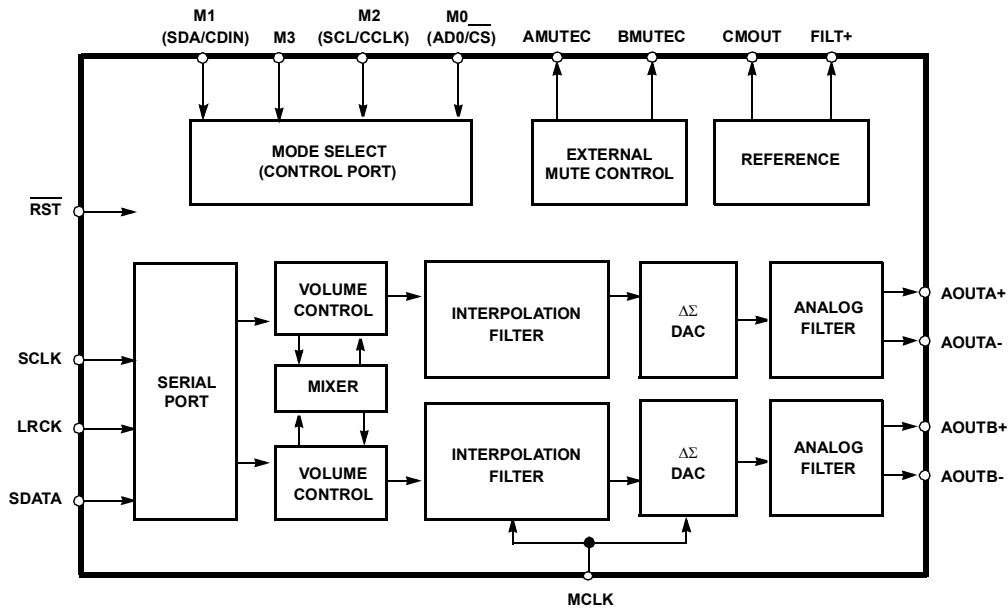 M1
(SDA/CDIN)
M3
M2
(SCL/CCLK)
M0
(AD0/CS)
AMUTEC
BMUTEC
CMOUT
FILT+
MODE SELECT
(CONTROL PORT)
EXTERNAL
MUTE CONTROL
REFERENCE
RST
SERIAL
PORT
VOLUME
CONTROL
INTERPOLATION
FILTER
ΔΣ
DAC
ANALOG
FILTER
AOUTA+
AOUTA-
SCLK
MIXER
LRCK
VOLUME
CONTROL
INTERPOLATION
FILTER
ΔΣ
DAC
ANALOG
FILTER
AOUTB+
AOUTB-
SDATA
MCLK